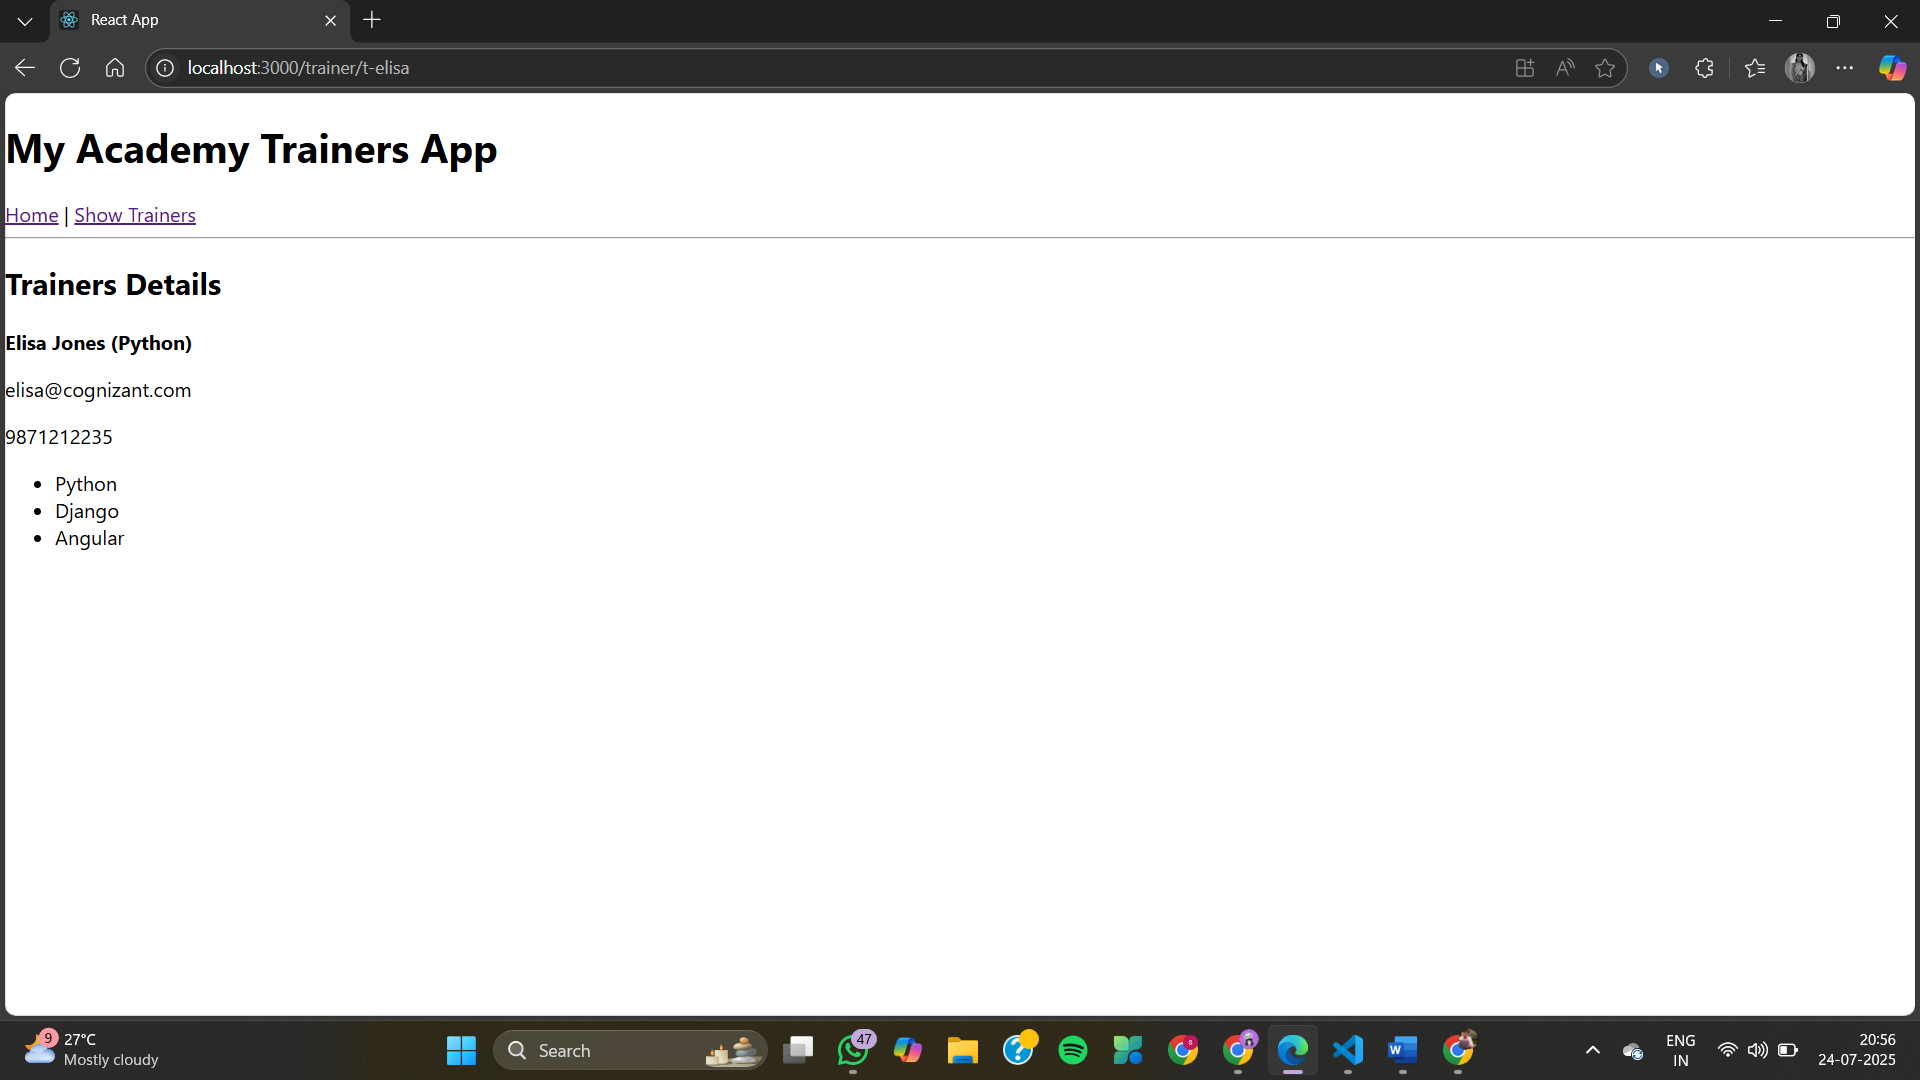 React App
localhost:3000/trainer/t-elisa
My Academy Trainers App
Home | Show Trainers
Trainers Details
Elisa Jones (Python)
elisa@cognizant.com
9871212235
• Python
• Django
• Angular
9
27°C
Mostly cloudy
Search
47
ENG
IN
20:56
24-07-2025